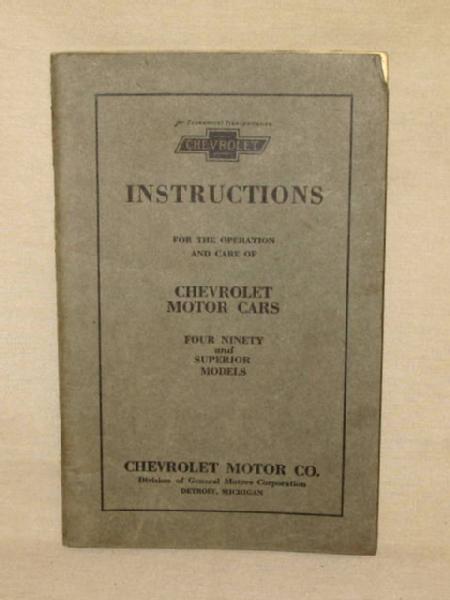 for Economical Transportation
CHEVROLET
INSTRUCTIONS
FOR THE OPERATION
AND CARE OF
CHEVROLET
MOTOR CARS
FOUR NINETY
and
SUPERIOR
MODELS
CHEVROLET MOTOR CO.
Division of General Motors Corporation
DETROIT, MICHIGAN